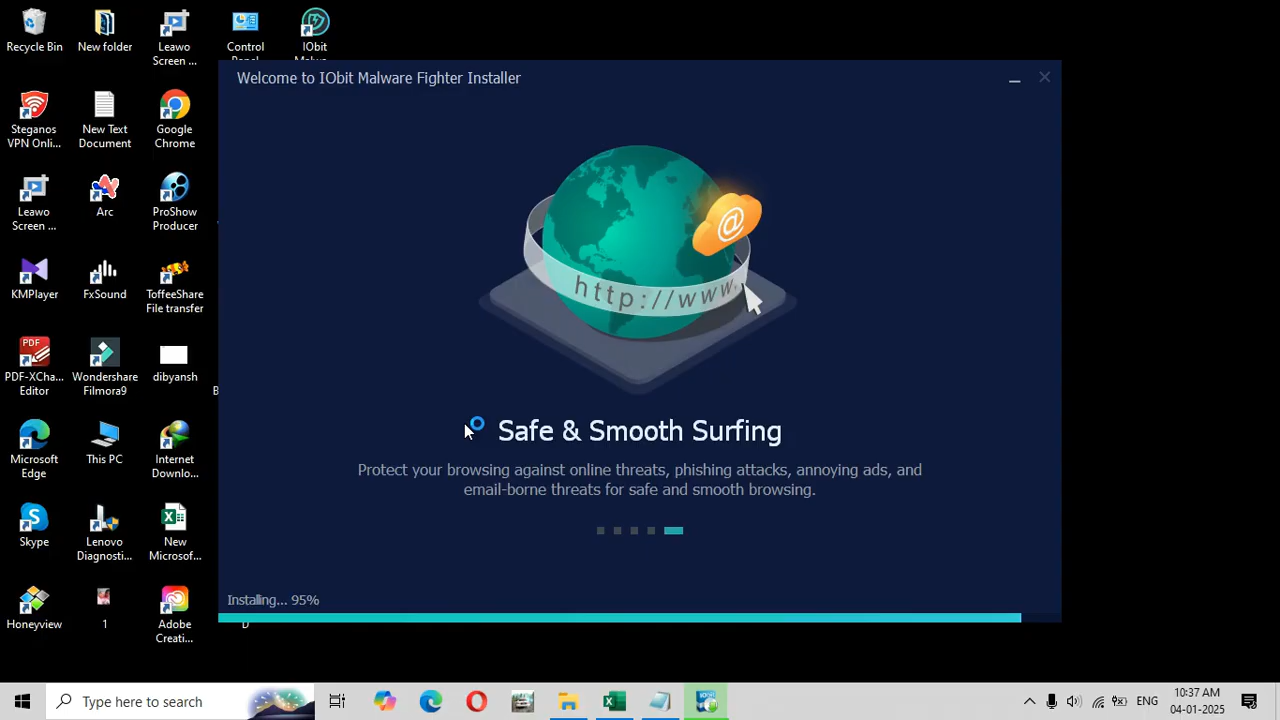 Recycle Bin
New folder
Leawo
Screen ...
Control
IObit
Welcome to IObit Malware Fighter Installer
Steganos
VPN Onli...
New Text
Document
Google
Chrome
http://www.
@
Leawo
Screen ...
Arc
ProShow
Producer
KMPlayer
FxSound
ToffeeShare
File transfer
PDF
PDF-XCha...
Editor
Wondershare
Filmora9
dibyansh
Safe & Smooth Surfing
Protect your browsing against online threats, phishing attacks, annoying ads, and
email-borne threats for safe and smooth browsing.
Microsoft
Edge
This PC
Internet
Downlo...
Skype
Lenovo
Diagnosti...
New
Microsof...
Honeyview
1
Adobe
Creati...
Installing... 95%
Type here to search
ENG
10:37 AM
04-01-2025